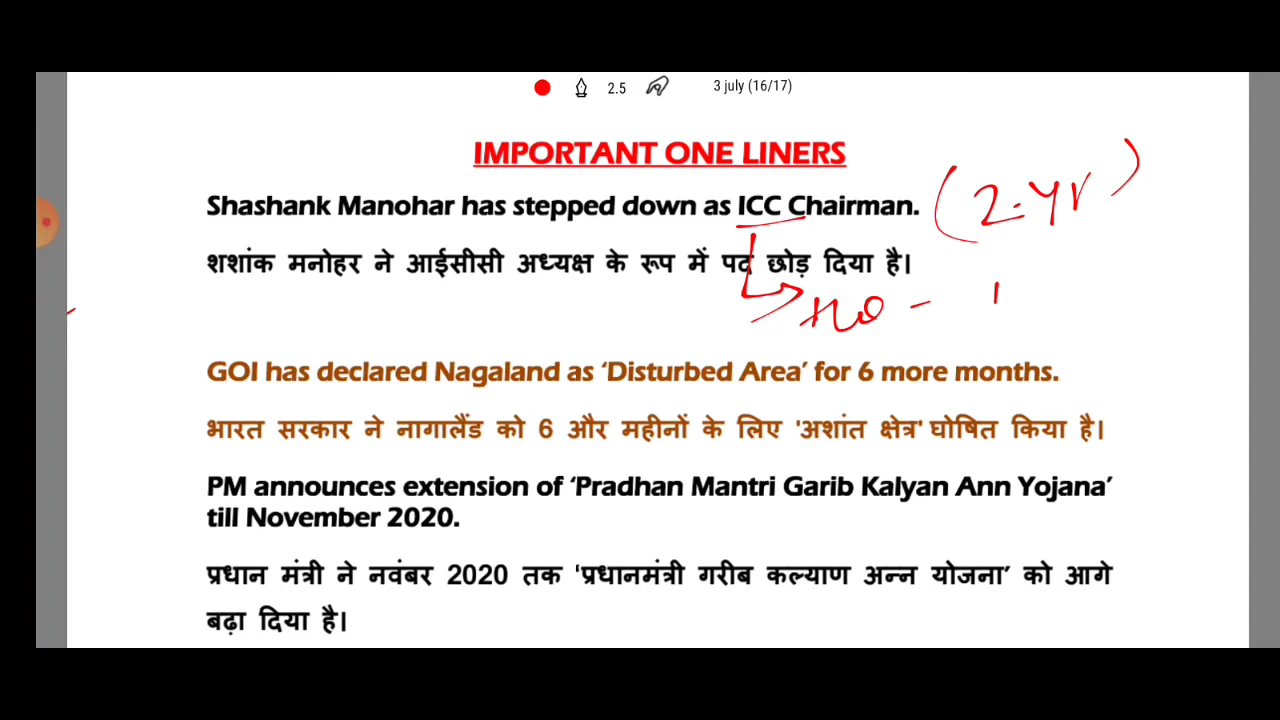 2.5 3 july (16/17)
IMPORTANT ONE LINERS
Shashank Manohar has stepped down as ICC Chairman. (2-yr)
शशांक मनोहर ने आईसीसी अध्यक्ष के रूप में पद छोड़ दिया है।
HQ -
GOI has declared Nagaland as ‘Disturbed Area’ for 6 more months.
भारत सरकार ने नागालैंड को 6 और महीनों के लिए 'अशांत क्षेत्र' घोषित किया है।
PM announces extension of ‘Pradhan Mantri Garib Kalyan Ann Yojana’
till November 2020.
प्रधान मंत्री ने नवंबर 2020 तक 'प्रधानमंत्री गरीब कल्याण अन्न योजना’ को आगे
बढ़ा दिया है।